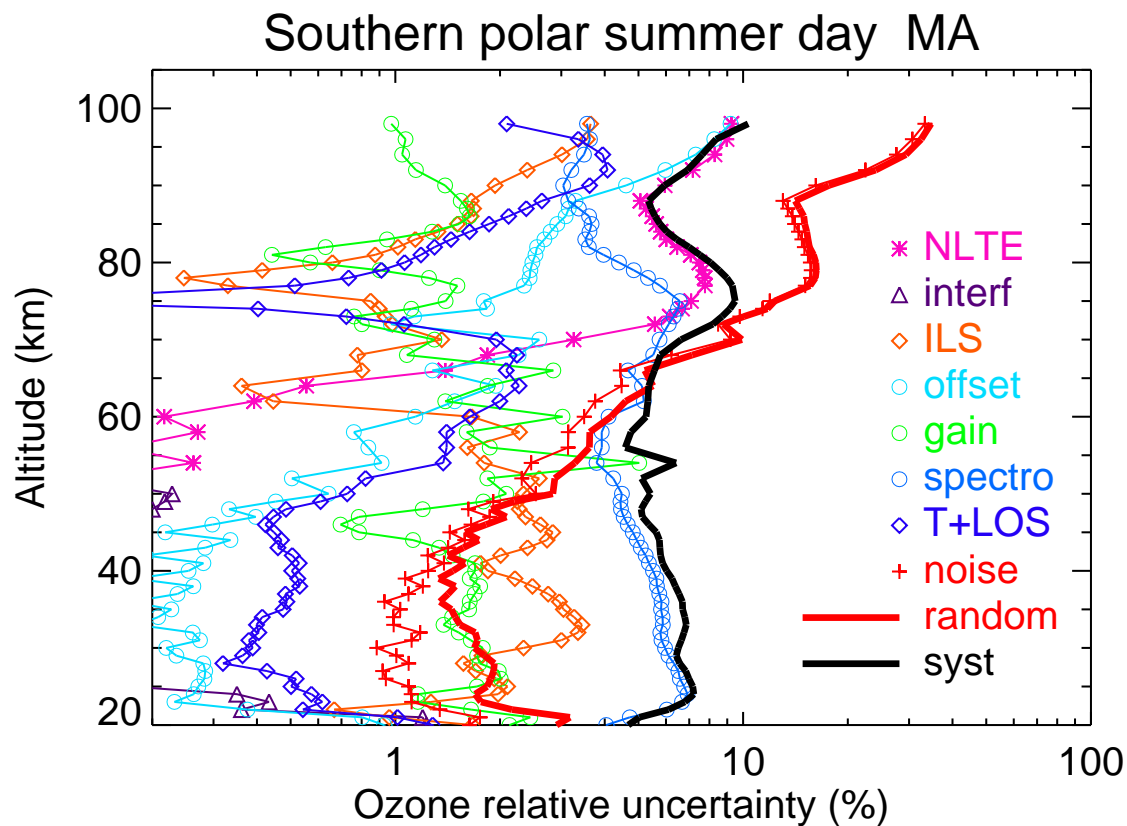 Southern polar summer day MA
100
80
60
40
20
Altitude (km)
NLTE
interf
ILS
offset
gain
spectro
T+LOS
noise
random
syst
1
10
100
Ozone relative uncertainty (%)